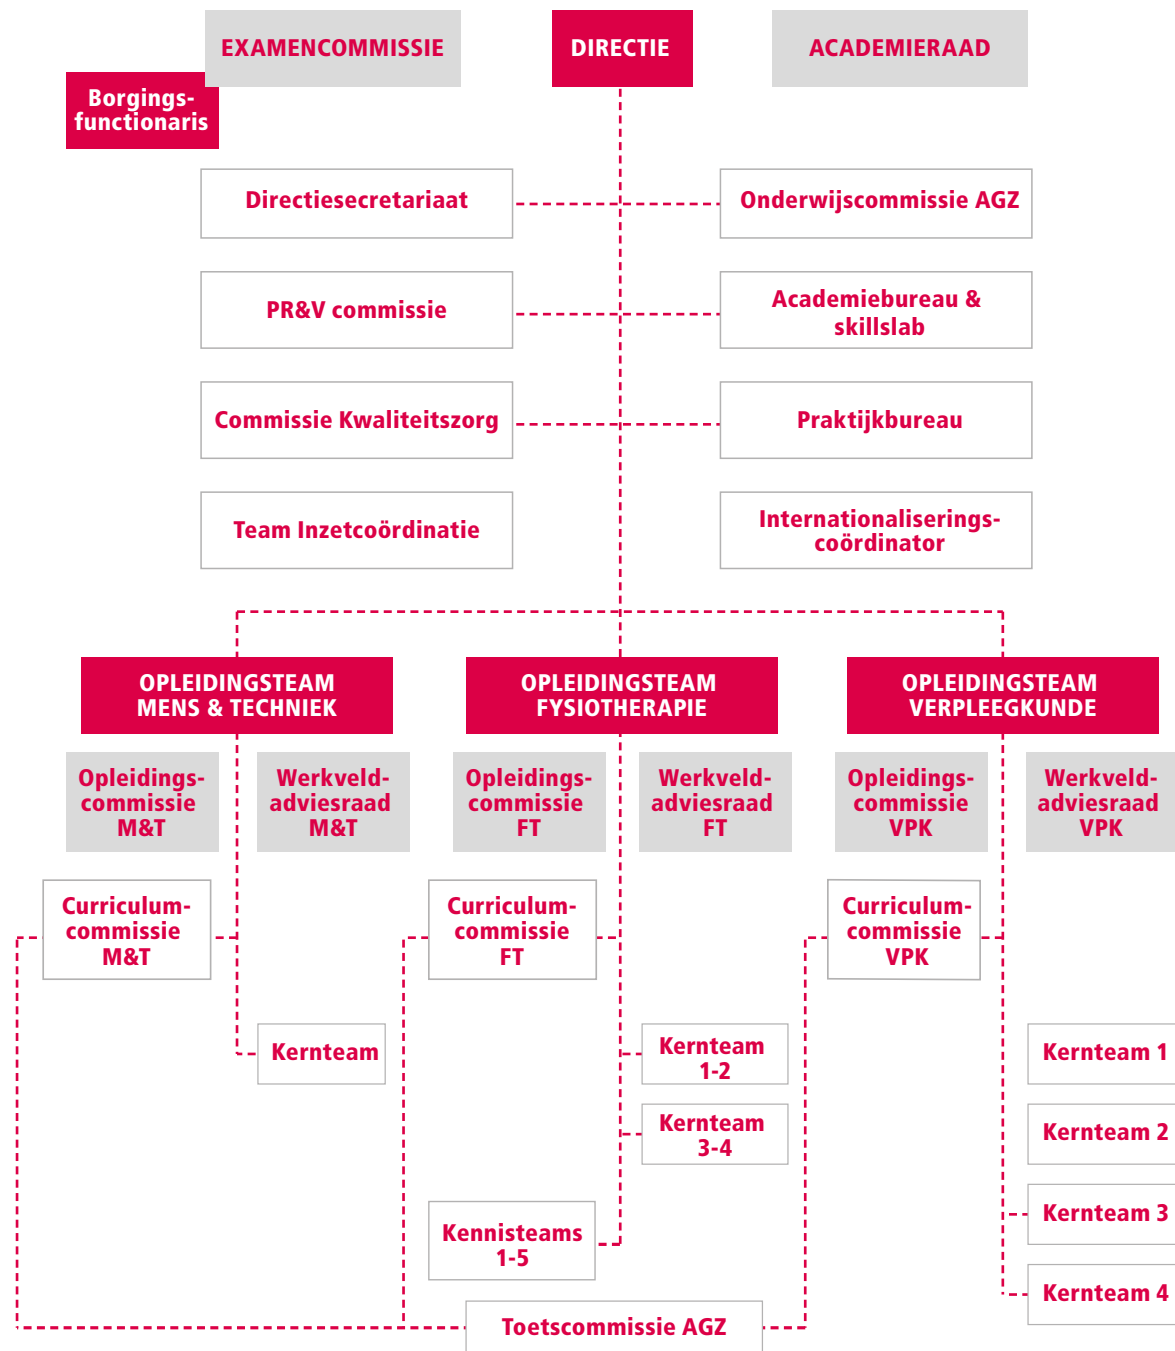 EXAMENCOMMISSIE
DIRECTIE
ACADEMIERAAD
Borgings-
functionaris
Directiesecretariaat
Onderwijscommissie AGZ
PR&V commissie
Academiebureau &
skillslab
Commissie Kwaliteitszorg
Praktijkbureau
Team Inzetcoördinatie
Internationaliserings-
coördinator
OPLEIDINGSTEAM
MENS & TECHNIEK
OPLEIDINGSTEAM
FYSIOTHERAPIE
OPLEIDINGSTEAM
VERPLEEGKUNDE
Opleidings-
commissie
M&T
Werkveld-
adviesraad
M&T
Opleidings-
commissie
FT
Werkveld-
adviesraad
FT
Opleidings-
commissie
VPK
Werkveld-
adviesraad
VPK
Curriculum-
commissie
M&T
Curriculum-
commissie
FT
Curriculum-
commissie
VPK
Kernteam
Kernteam
1-2
Kernteam 1
Kernteam
3-4
Kernteam 2
Kennisteams
1-5
Kernteam 3
Kernteam 4
Toetscommissie AGZ